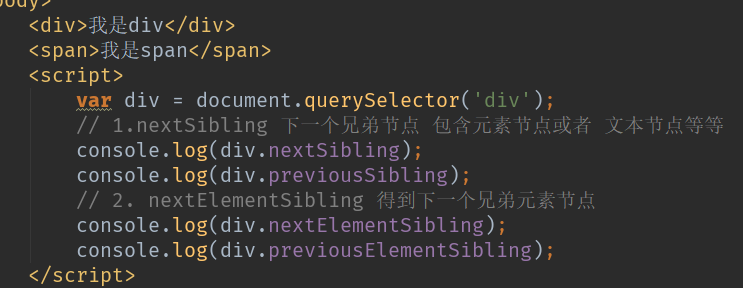 body>
<div>我是div</div>
<span>我是span</span>
<script>
var div = document.querySelector('div');
// 1.nextSibling 下一个兄弟节点 包含元素节点或者 文本节点等等
console.log(div.nextSibling);
console.log(div.previousSibling);
// 2. nextElementSibling 得到下一个兄弟元素节点
console.log(div.nextElementSibling);
console.log(div.previousElementSibling);
</script>